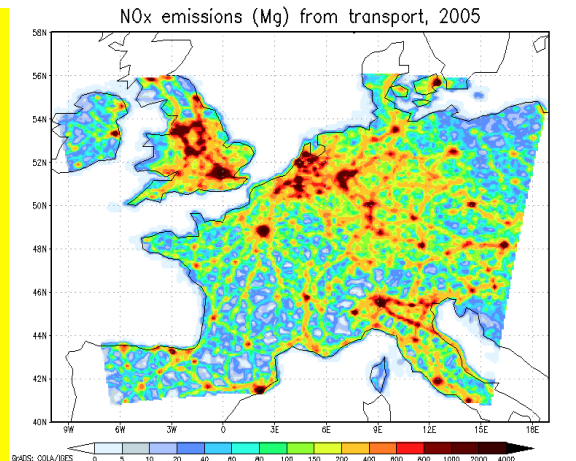 NOx emissions (Mg) from transport, 2005
58N
56N
54N
52N
50N
48N
46N
44N
42N
40N
9W 6W 3W 0 3E 6E 9E 12E 15E 18E
0 5 10 20 40 60 80 100 150 200 400 600 800 1000 2000 4000
GrADS: COLA/IGES